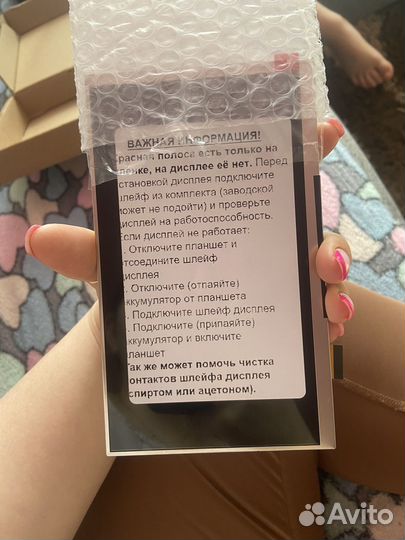 ВАЖНАЯ ИНФОРМАЦИЯ!
красная полоса есть только на
пленке, на дисплее её нет. Перед
установкой дисплея подключите
шлейф из комплекта (заводской
может не подойти) и проверьте
дисплей на работоспособность.
Если дисплей не работает:
. Отключите планшет и
отсоедините шлейф
дисплея
. Отключите (отпаяйте)
аккумулятор от планшета
. Подключите шлейф дисплея
. Подключите (припаяйте)
аккумулятор и включите
планшет
Так же может помочь чистка
контактов шлейфа дисплея
(спиртом или ацетоном).
Avito